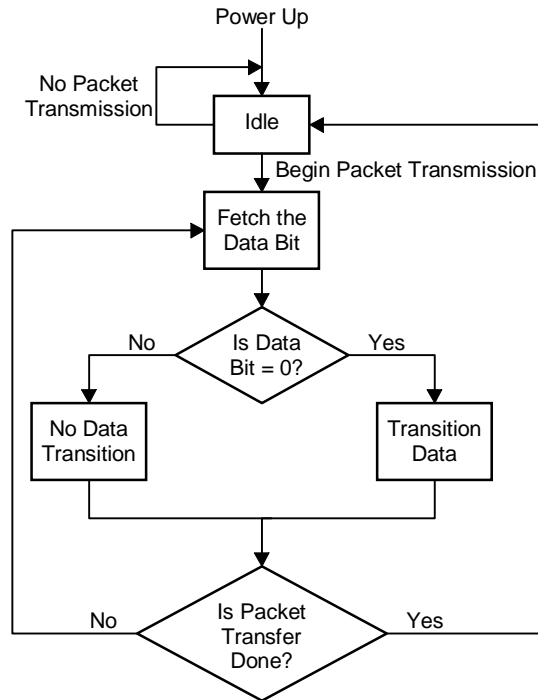 Power Up
No Packet
Transmission
Idle
Begin Packet Transmission
Fetch the
Data Bit
No
Is Data
Bit = 0?
Yes
No Data
Transition
Transition
Data
No
Is Packet
Transfer
Done?
Yes